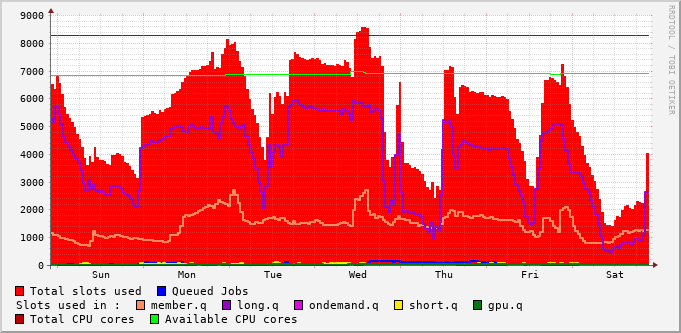 9000
8000
7000
6000
5000
4000
3000
2000
1000
0
Sun Mon Tue Wed Thu Fri Sat
RRDTOOL / TOBI OETIKER
Total slots used Queued Jobs
Slots used in : member.q long.q ondemand.q short.q gpu.q
Total CPU cores Available CPU cores